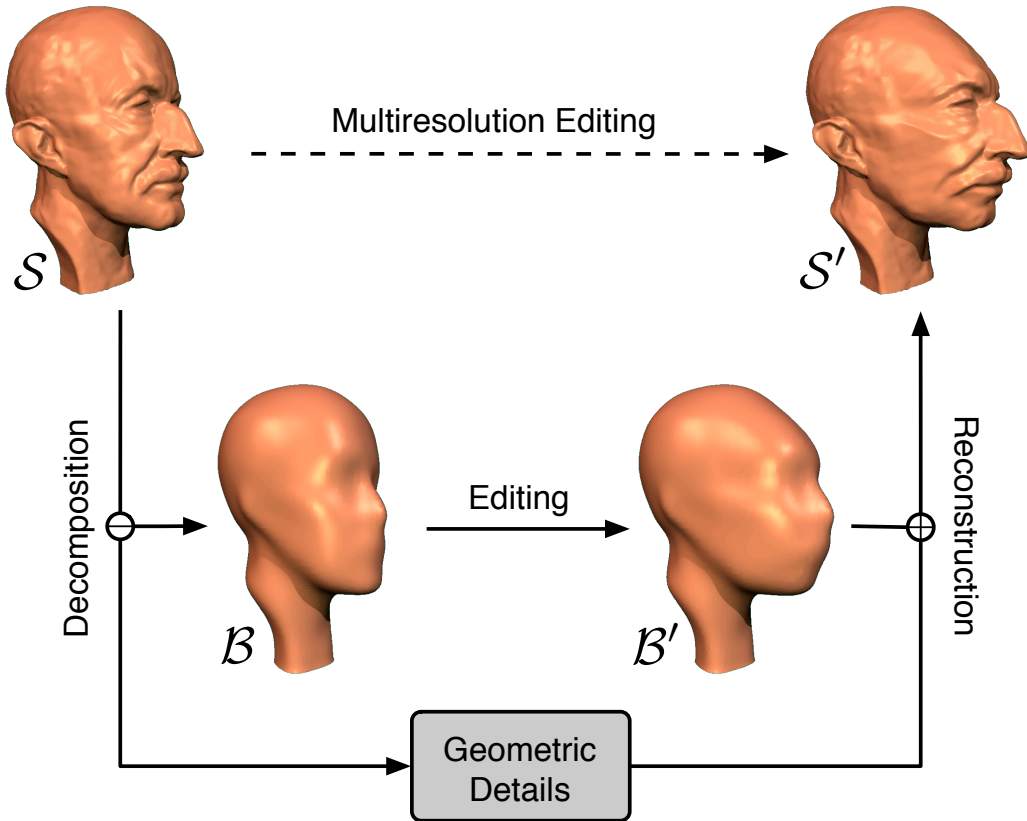 Multiresolution Editing
𝒮
𝒮′
Decomposition
Editing
Reconstruction
ℬ
ℬ′
Geometric
Details